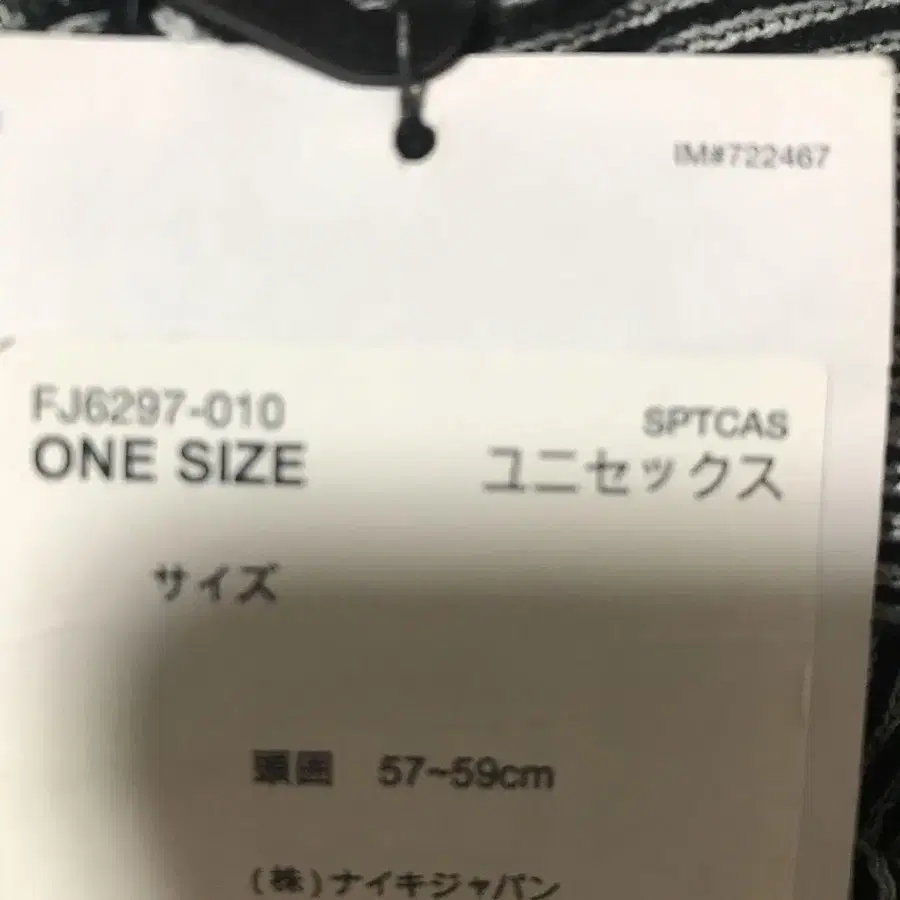 IM#722467
FJ6297-010
SPTCAS
ONE SIZE
ユニセックス
サイズ
頭囲 57~59cm
(株)ナイキジャパン